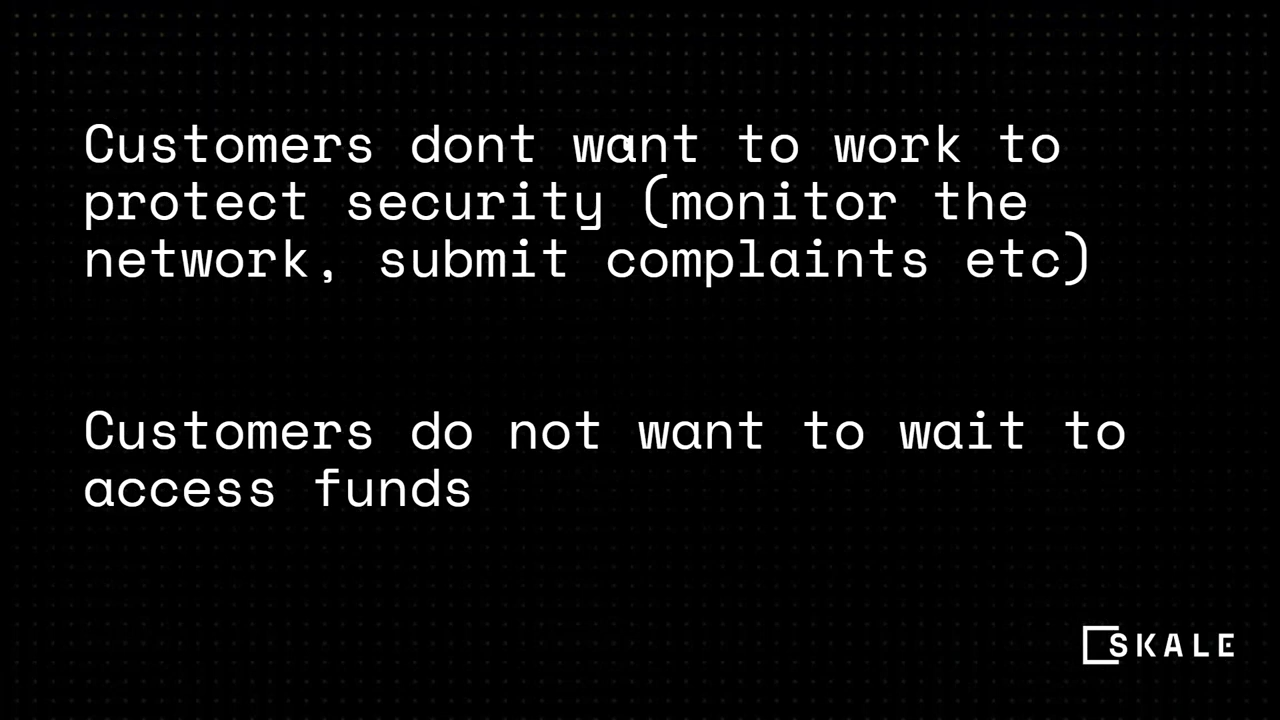 Customers dont want to work to
protect security (monitor the
network, submit complaints etc)
Customers do not want to wait to
access funds
SKALE